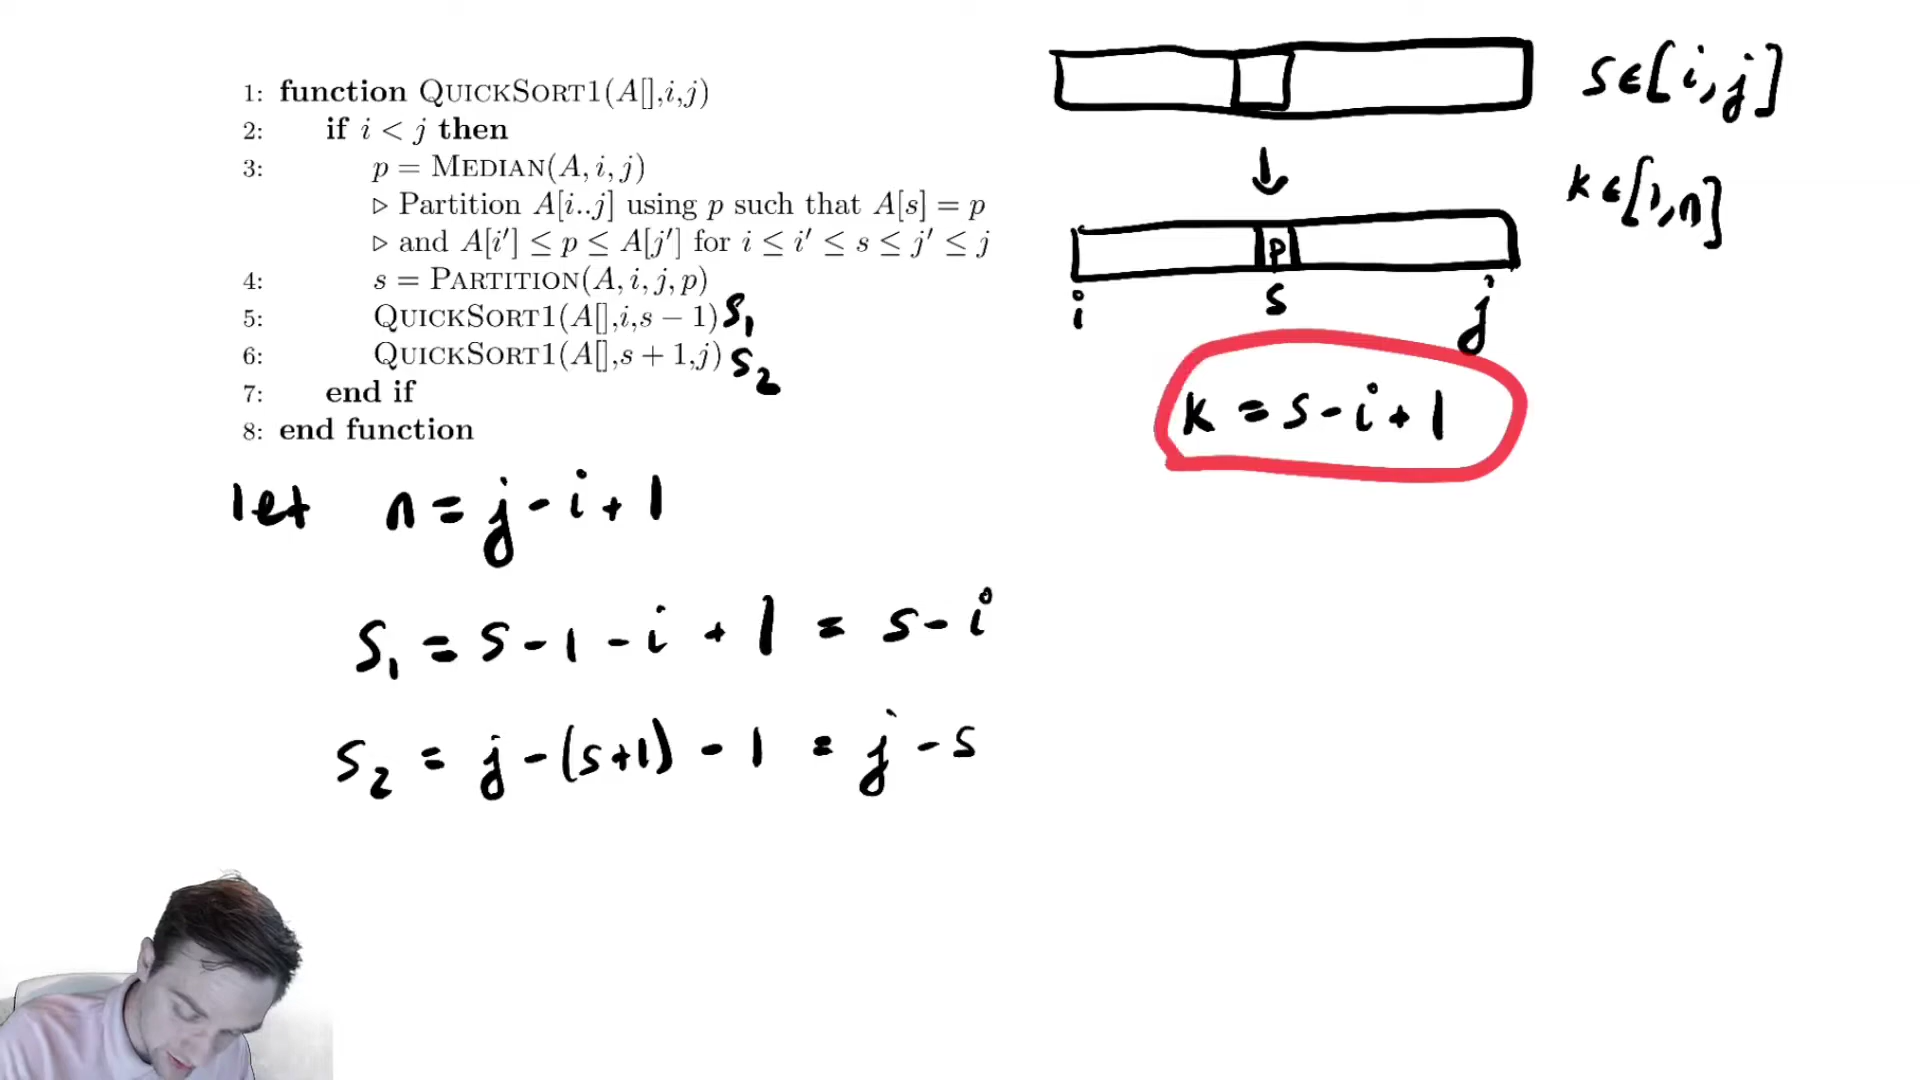 1: function QUICKSORT1(A[],i,j)
2: if i < j then
3: p = MEDIAN(A, i, j)
▷ Partition A[i..j] using p such that A[s] = p
▷ and A[i′] ≤ p ≤ A[j′] for i ≤ i′ ≤ s ≤ j′ ≤ j
4: s = PARTITION(A, i, j, p)
5: QUICKSORT1(A[],i,s − 1) S₁
6: QUICKSORT1(A[],s + 1,j) S₂
7: end if
8: end function
let n = j - i + 1
S₁ = s - 1 - i + 1 = s - i
S₂ = j - (s+1) - 1 = j - s
s ∈ [i, j]
k ∈ [1, n]
p
i s j
k = s - i + 1